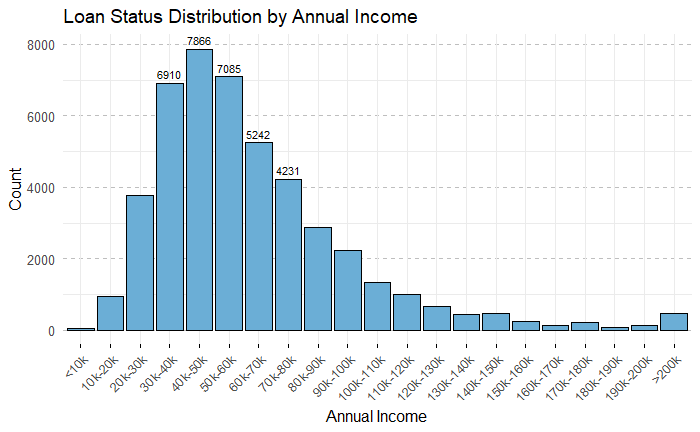 Loan Status Distribution by Annual Income
Count
8000
6000
4000
2000
0
6910
7866
7085
5242
4231
<10k
10k-20k
20k-30k
30k-40k
40k-50k
50k-60k
60k-70k
70k-80k
80k-90k
90k-100k
100k-110k
110k-120k
120k-130k
130k-140k
140k-150k
150k-160k
160k-170k
170k-180k
180k-190k
190k-200k
>200k
Annual Income